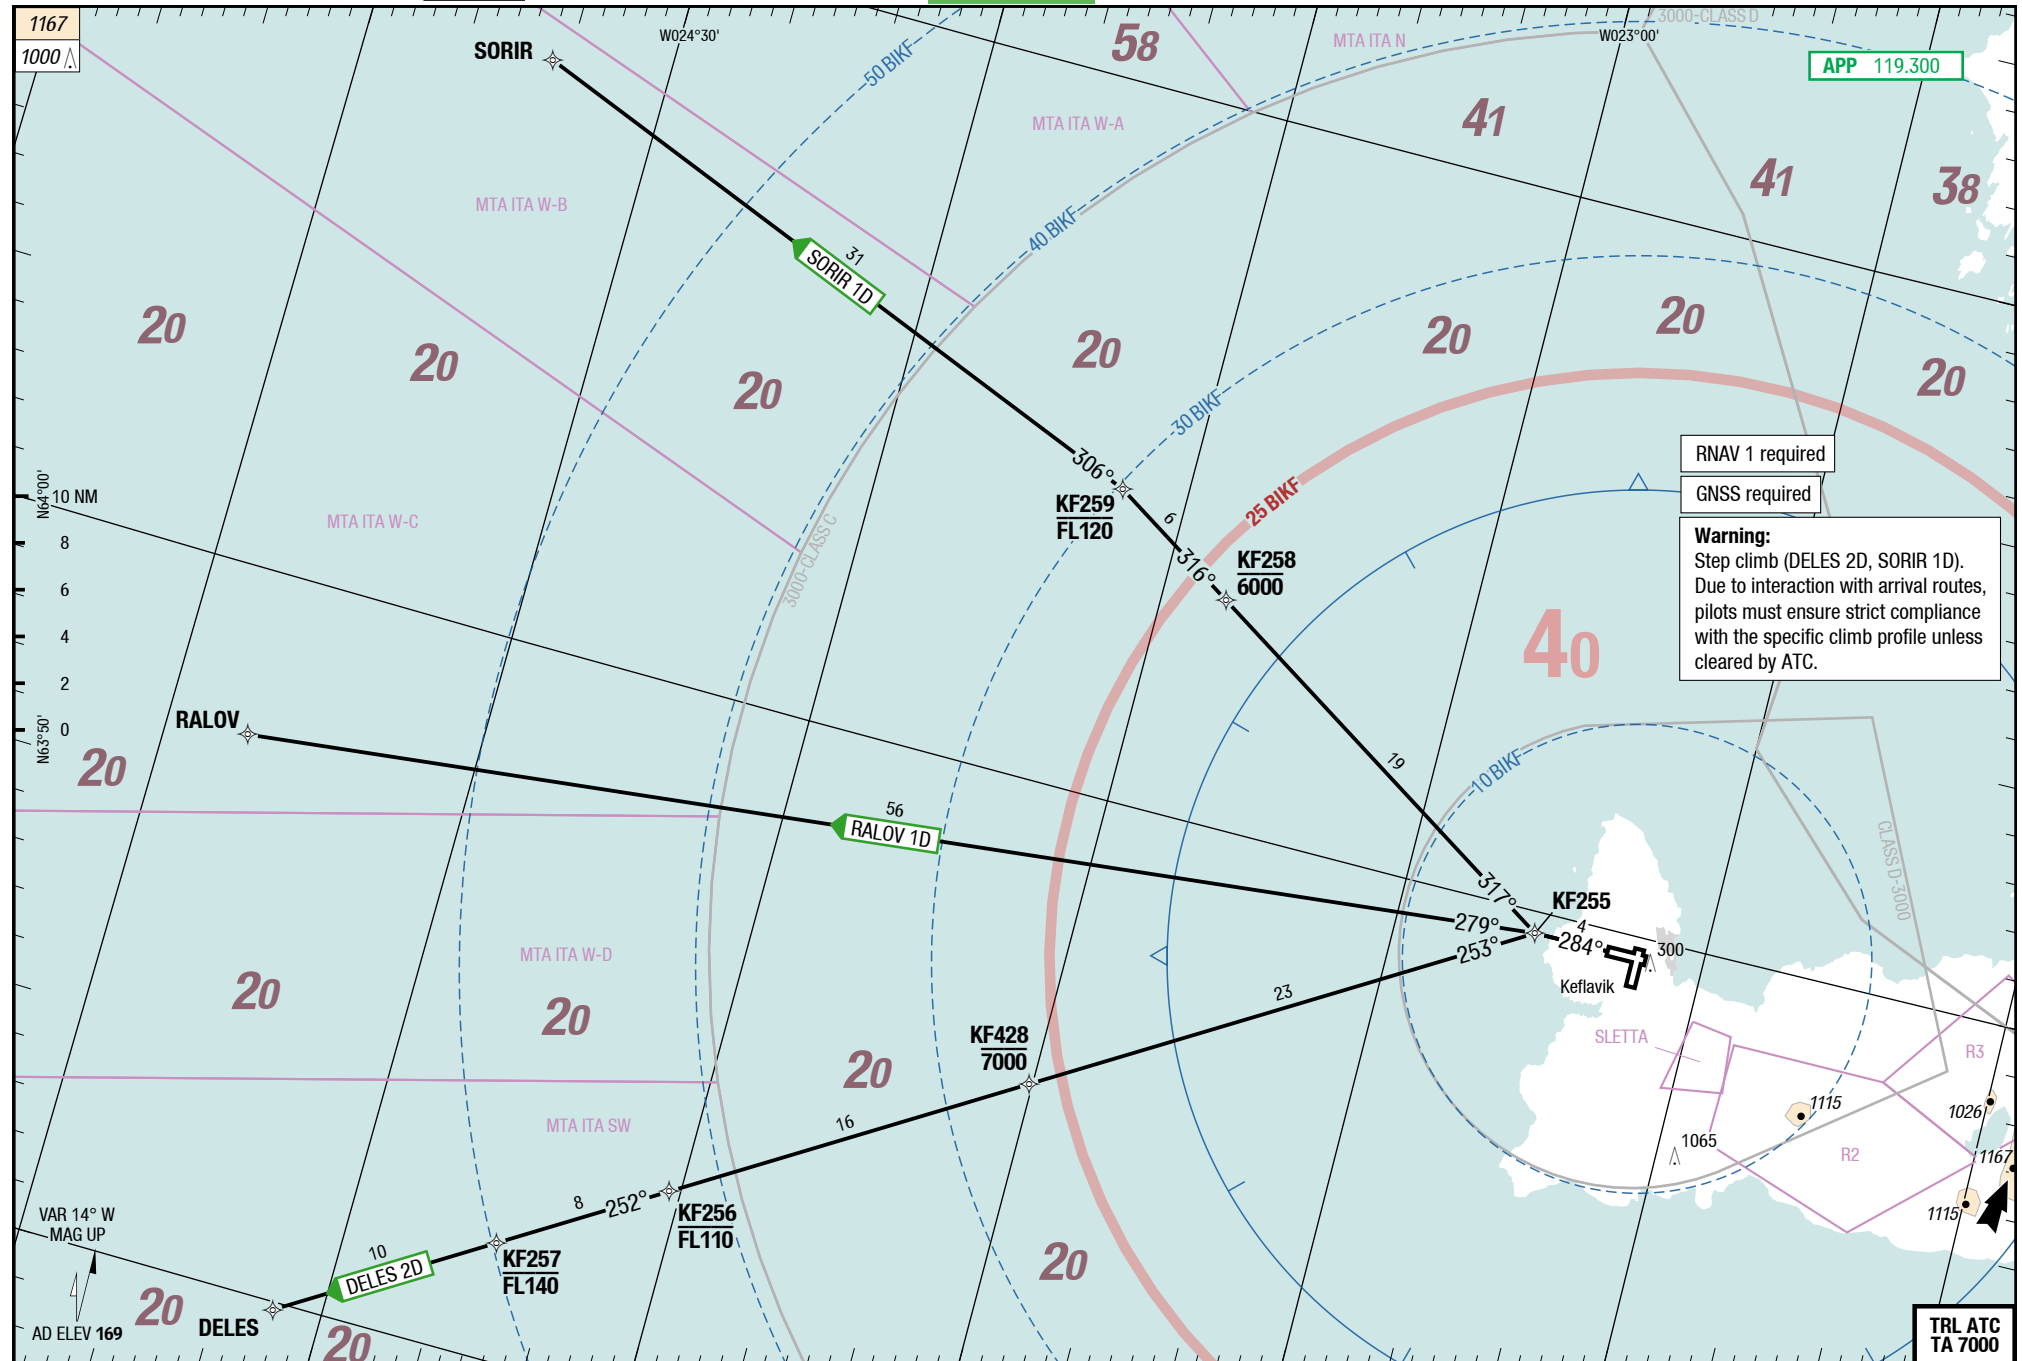 1167
1000
SORIR
W024°30'
50 BIKF
58
MTA ITA N
3000-CLASS D
W023°00'
APP 119.300
MTA ITA W-A
41
41
38
MTA ITA W-B
40 BIKF
31
SORIR 1D
20
20
20
20
20
20
20
30 BIKF
306°
KF259
FL120
6
316°
25 BIKF
KF258
6000
RNAV 1 required
GNSS required
Warning:
Step climb (DELES 2D, SORIR 1D).
Due to interaction with arrival routes,
pilots must ensure strict compliance
with the specific climb profile unless
cleared by ATC.
N64°00'
10 NM
8
6
4
2
0
N63°50'
MTA ITA W-C
3000-CLASS C
40
RALOV
20
19
10 BIKF
56
RALOV 1D
CLASS D-3000
317°
279°
253°
KF255
4
284°
300
Keflavik
MTA ITA W-D
20
20
23
KF428
7000
20
SLETTA
R3
16
1115
1026
1065
R2
1167
1115
MTA ITA SW
8
252°
KF256
FL110
KF257
FL140
10
DELES 2D
VAR 14° W
MAG UP
AD ELEV 169
20
DELES
20
20
TRL ATC
TA 7000